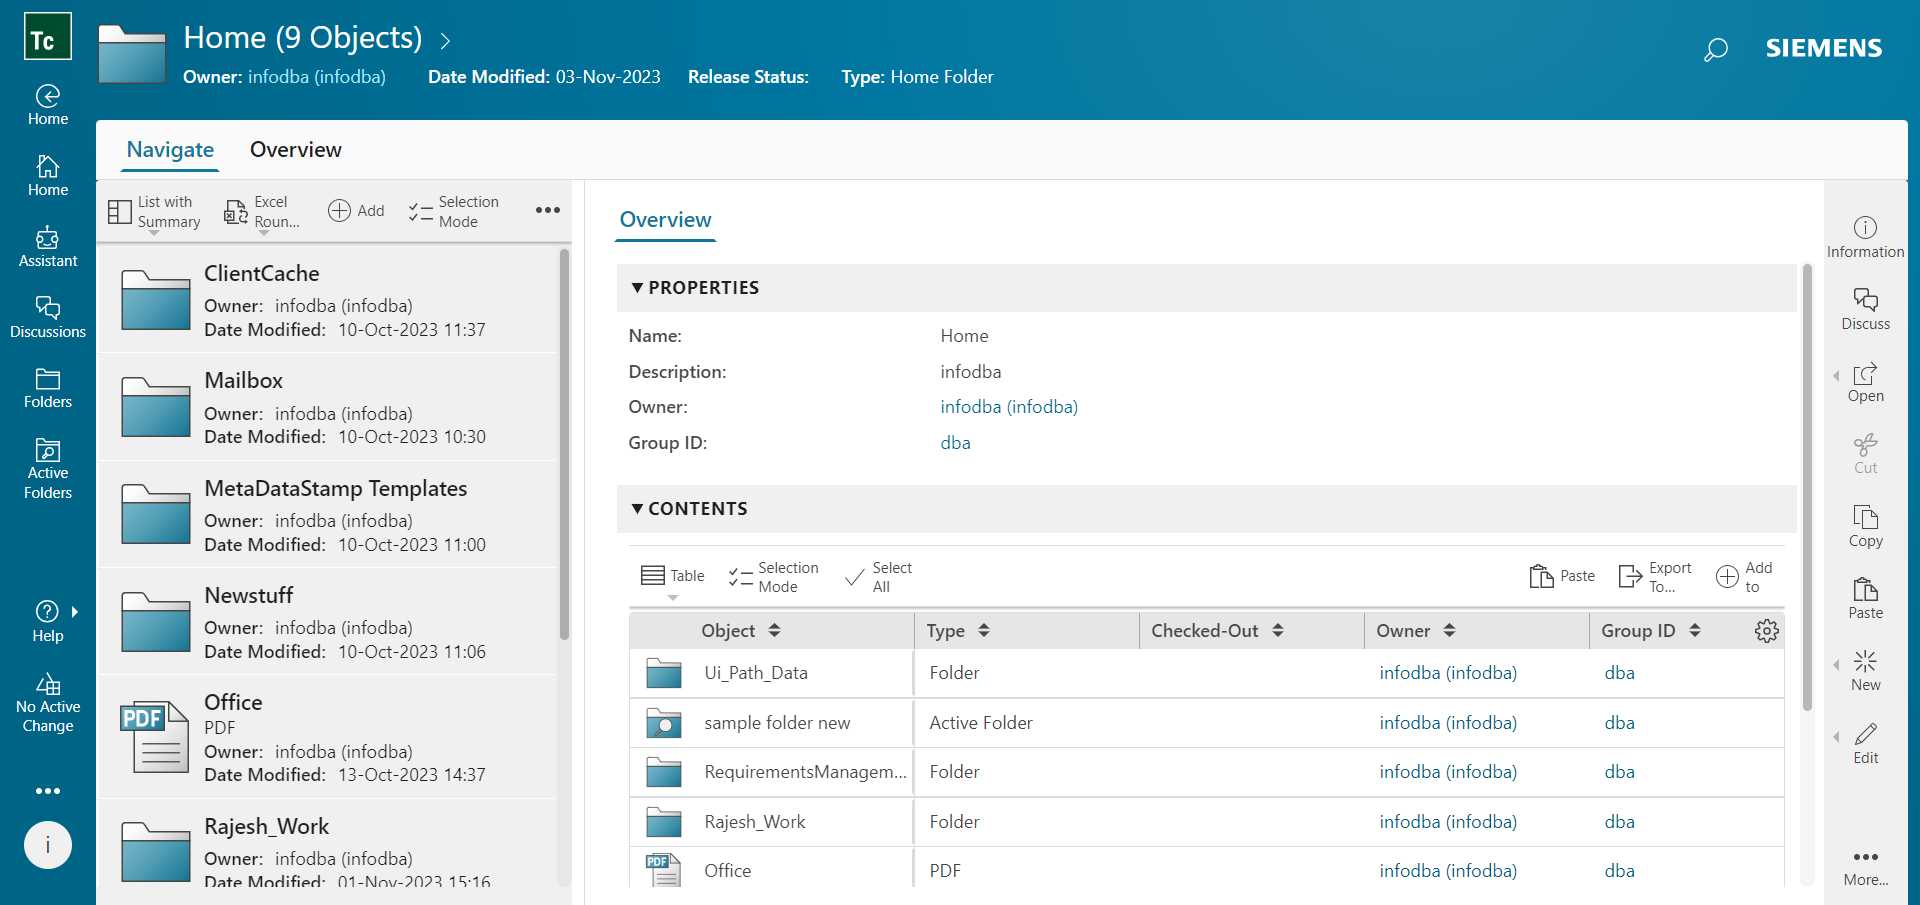 Tc
Home (9 Objects)
Owner: infodba (infodba) Date Modified: 03-Nov-2023 Release Status: Type: Home Folder
SIEMENS
Home
Home
Assistant
Discussions
Folders
Active
Folders
Help
No Active
Change
i
Navigate Overview
List with
Summary
Excel
Roun...
Add
Selection
Mode
ClientCache
Owner: infodba (infodba)
Date Modified: 10-Oct-2023 11:37
Mailbox
Owner: infodba (infodba)
Date Modified: 10-Oct-2023 10:30
MetaDataStamp Templates
Owner: infodba (infodba)
Date Modified: 10-Oct-2023 11:00
Newstuff
Owner: infodba (infodba)
Date Modified: 10-Oct-2023 11:06
PDF
Office
PDF
Owner: infodba (infodba)
Date Modified: 13-Oct-2023 14:37
Rajesh_Work
Owner: infodba (infodba)
Date Modified: 01-Nov-2023 15:16
Overview
PROPERTIES
Name: Home
Description: infodba
Owner: infodba (infodba)
Group ID: dba
CONTENTS
Table
Selection
Mode
Select
All
Paste
Export
To...
Add
to
Object Type Checked-Out Owner Group ID
Ui_Path_Data Folder infodba (infodba) dba
sample folder new Active Folder infodba (infodba) dba
RequirementsManagem... Folder infodba (infodba) dba
Rajesh_Work Folder infodba (infodba) dba
PDF Office PDF infodba (infodba) dba
Information
Discuss
Open
Cut
Copy
Paste
New
Edit
More...